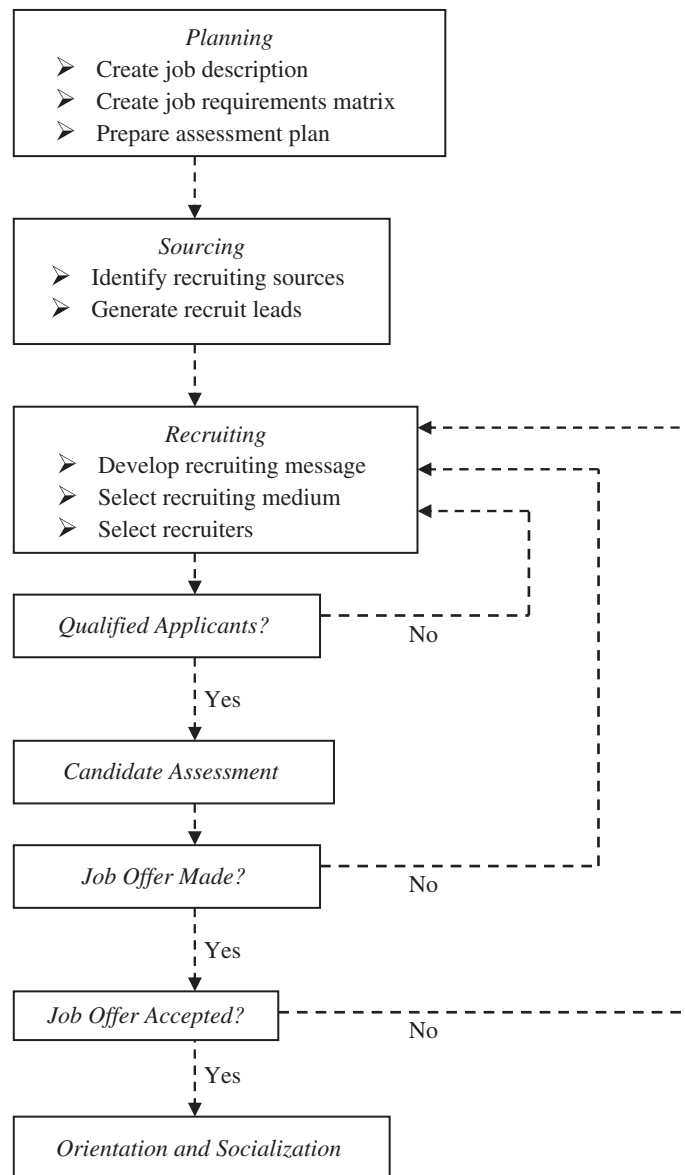 Planning
➢ Create job description
➢ Create job requirements matrix
➢ Prepare assessment plan
Sourcing
➢ Identify recruiting sources
➢ Generate recruit leads
Recruiting
➢ Develop recruiting message
➢ Select recruiting medium
➢ Select recruiters
Qualified Applicants?
No
Yes
Candidate Assessment
Job Offer Made?
No
Yes
Job Offer Accepted?
No
Yes
Orientation and Socialization